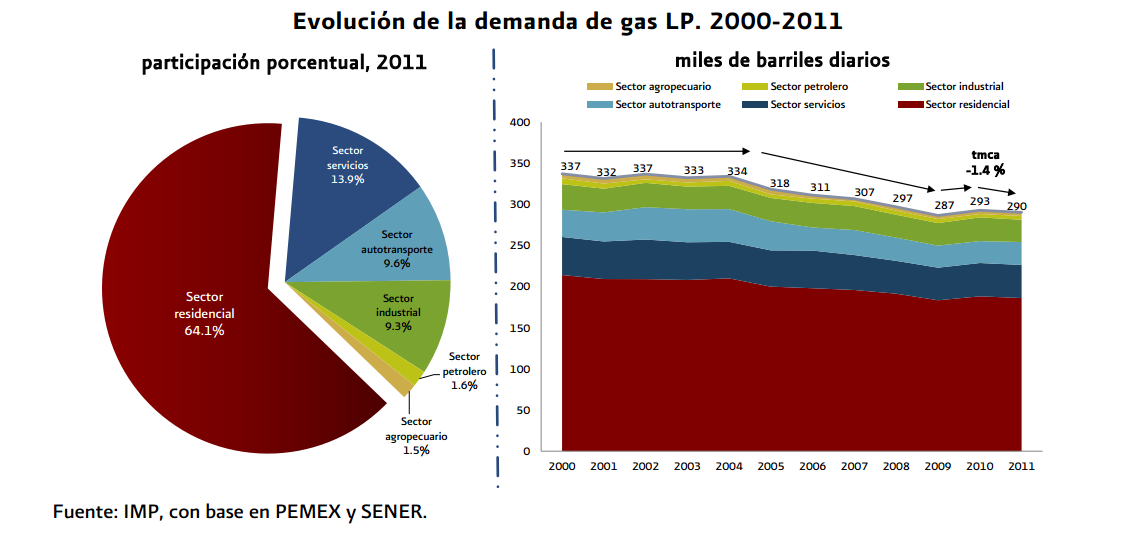 Evolución de la demanda de gas LP. 2000-2011
participación porcentual, 2011
Sector
servicios
13.9%
Sector
autotransporte
9.6%
Sector
industrial
9.3%
Sector
petrolero
1.6%
Sector
agropecuario
1.5%
Sector
residencial
64.1%
miles de barriles diarios
Sector agropecuario Sector petrolero Sector industrial
Sector autotransporte Sector servicios Sector residencial
400
350
300
250
200
150
100
50
0
337 332 337 333 334 318 311 307 297 287 293 290
tmca
-1.4 %
2000 2001 2002 2003 2004 2005 2006 2007 2008 2009 2010 2011
Fuente: IMP, con base en PEMEX y SENER.